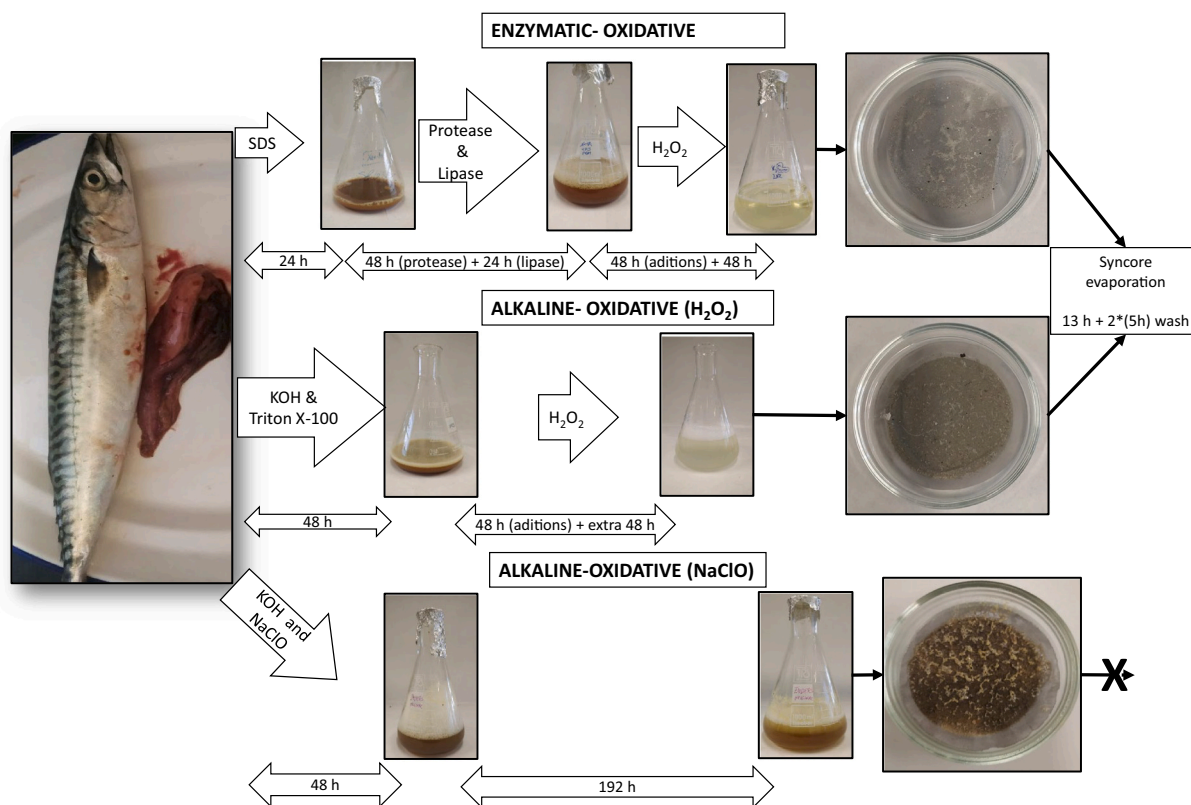 ENZYMATIC- OXIDATIVE
SDS
Protease
&
Lipase
H₂O₂
24 h
48 h (protease) + 24 h (lipase)
48 h (aditions) + 48 h
Syncore
evaporation
13 h + 2*(5h) wash
ALKALINE- OXIDATIVE (H₂O₂)
KOH &
Triton X-100
H₂O₂
48 h
48 h (aditions) + extra 48 h
ALKALINE-OXIDATIVE (NaClO)
KOH and
NaClO
X
48 h
192 h